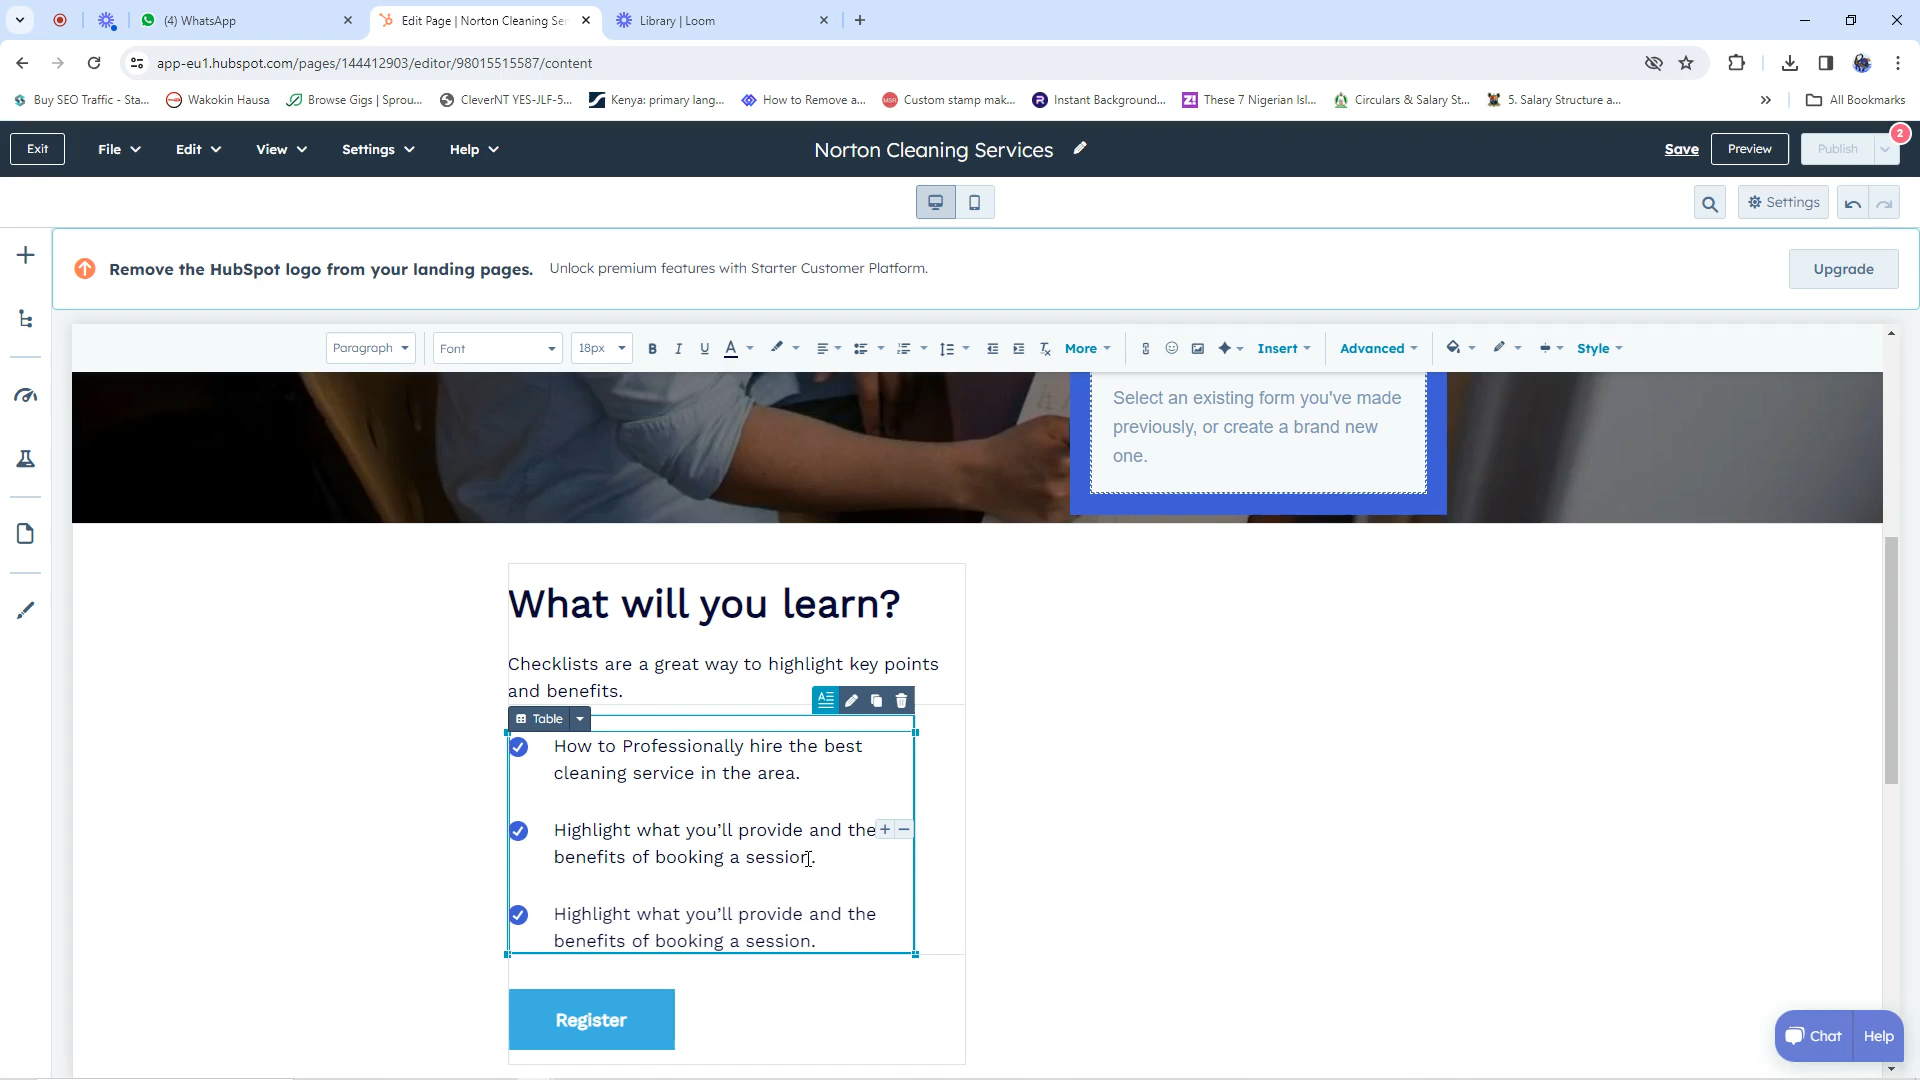 (4) WhatsApp
Edit Page | Norton Cleaning Ser
Library | Loom
app-eu1.hubspot.com/pages/144412903/editor/98015515587/content
Buy SEO Traffic - Sta...
Wakokin Hausa
Browse Gigs | Sprou...
CleverNT YES-JLF-5...
Kenya: primary lang...
How to Remove a...
Custom stamp mak...
Instant Background...
These 7 Nigerian Isl...
Circulars & Salary St...
5. Salary Structure a...
»
All Bookmarks
Exit
File
Edit
View
Settings
Help
Norton Cleaning Services
Save
Preview
Publish
2
Settings
Remove the HubSpot logo from your landing pages.
Unlock premium features with Starter Customer Platform.
Upgrade
Paragraph
Font
18px
B
I
U
A
More
Insert
Advanced
Style
Select an existing form you've made
previously, or create a brand new
one.
What will you learn?
Checklists are a great way to highlight key points
and benefits.
Table
How to Professionally hire the best
cleaning service in the area.
Highlight what you'll provide and the
benefits of booking a session.
Highlight what you'll provide and the
benefits of booking a session.
Register
Chat
Help